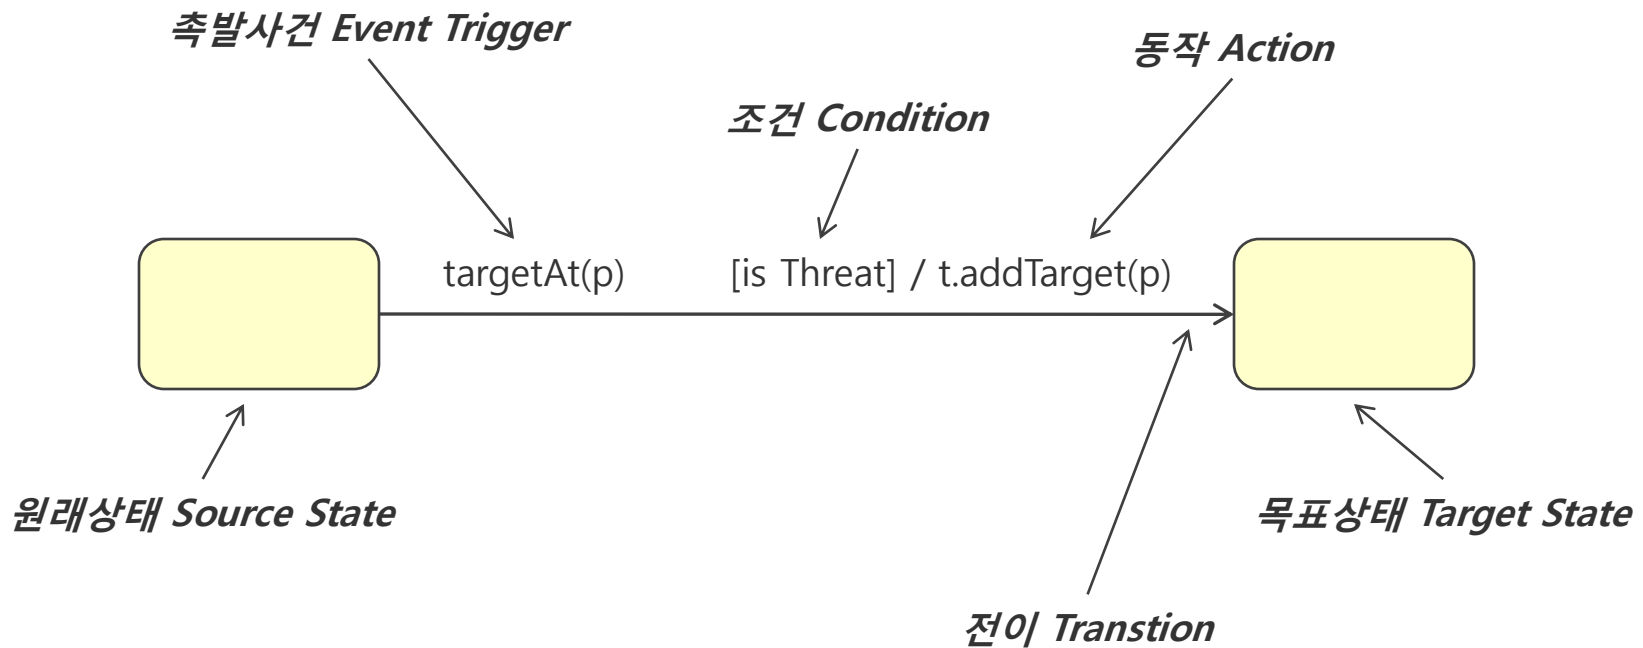 촉발사건 Event Trigger
동작 Action
조건 Condition
targetAt(p)
[is Threat] / t.addTarget(p)
원래상태 Source State
목표상태 Target State
전이 Transtion